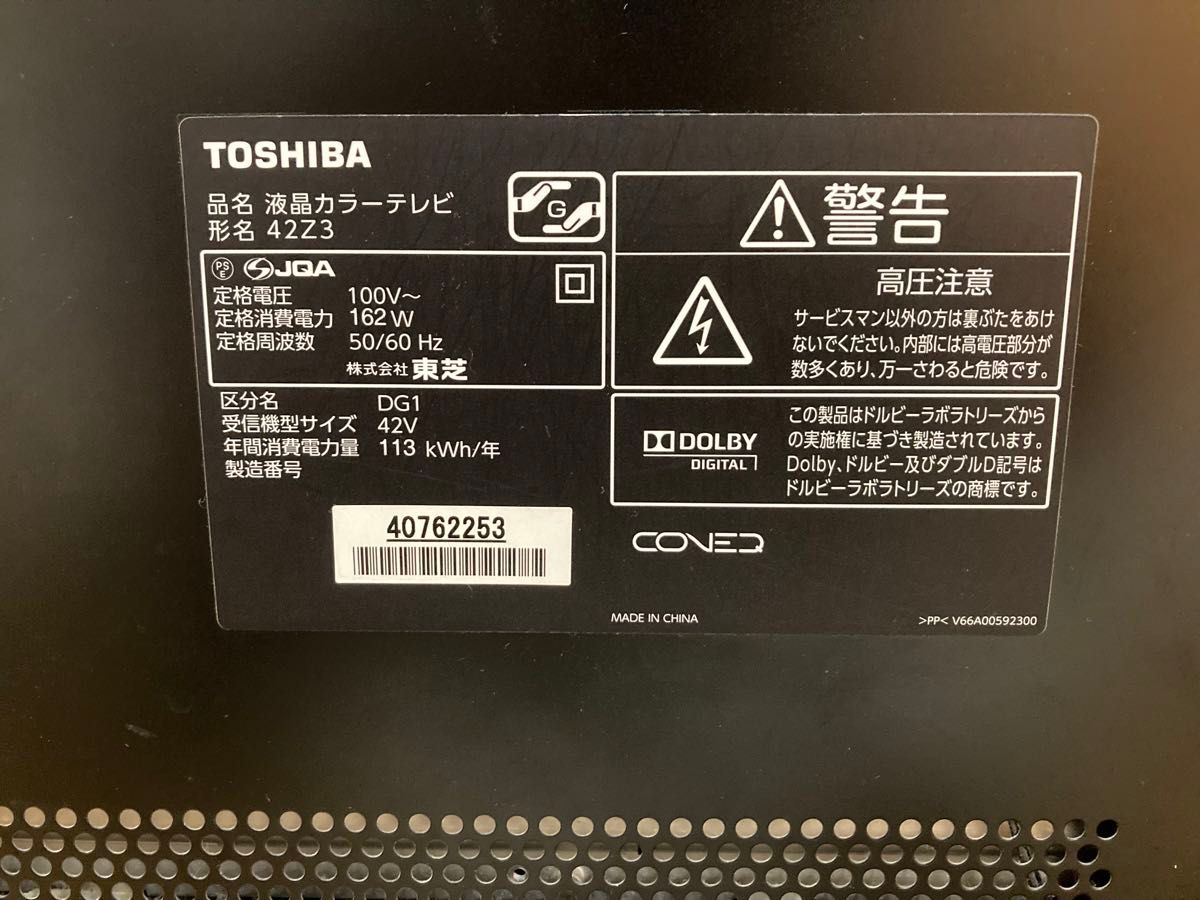 TOSHIBA
品名 液晶カラーテレビ
形名 42Z3
G
PS
E
JQA
定格電圧 100V～
定格消費電力 162W
定格周波数 50/60 Hz
株式会社 東芝
区分名 DG1
受信機型サイズ 42V
年間消費電力量 113 kWh/年
製造番号
40762253
警告
高圧注意
サービスマン以外の方は裏ぶたをあけ
ないでください。内部には高電圧部分が
数多くあり、万一さわると危険です。
DOLBY
DIGITAL
この製品はドルビーラボラトリーズから
の実施権に基づき製造されています。
Dolby、ドルビー及びダブルD記号は
ドルビーラボラトリーズの商標です。
CONEQ
MADE IN CHINA
>PP< V66A00592300